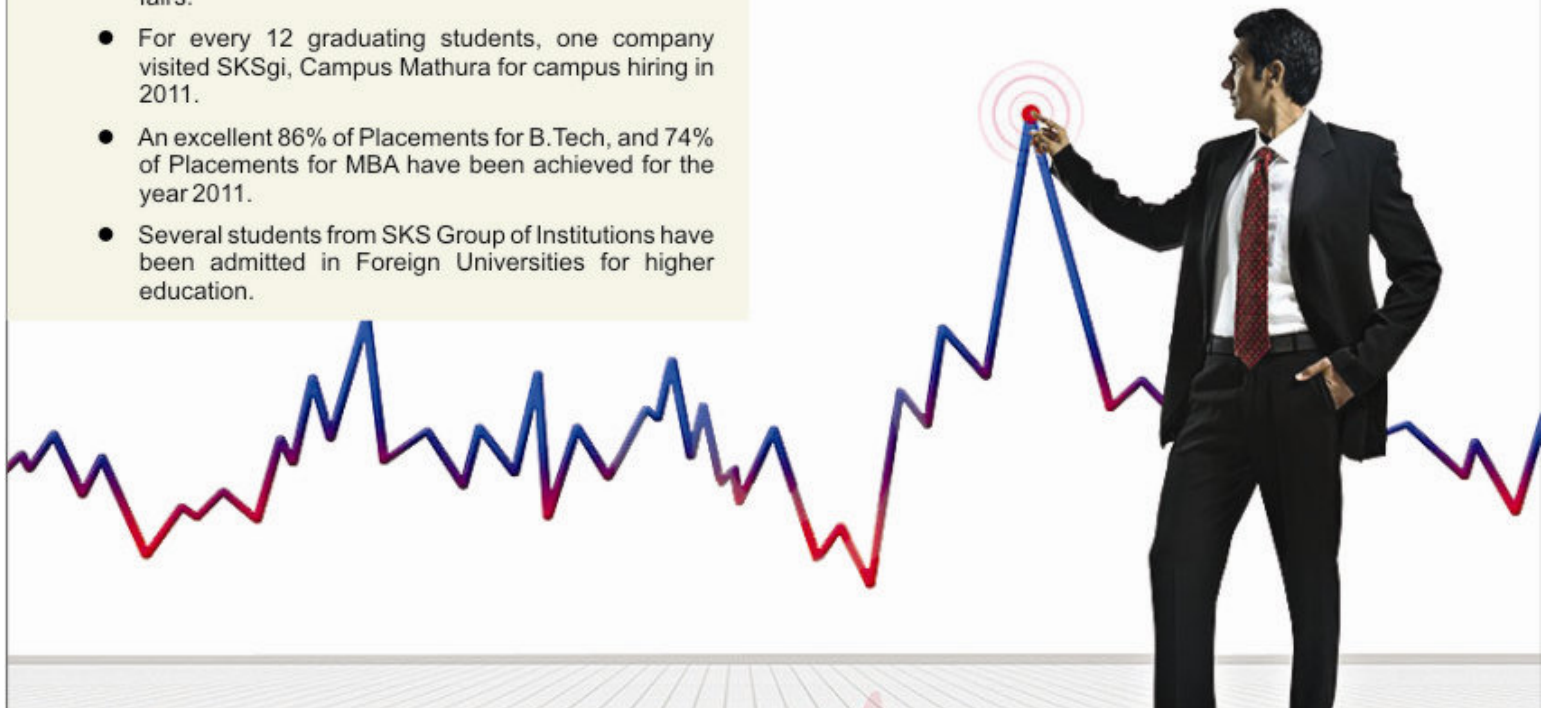 fairs.
● For every 12 graduating students, one company
visited SKSgi, Campus Mathura for campus hiring in
2011.
● An excellent 86% of Placements for B.Tech, and 74%
of Placements for MBA have been achieved for the
year 2011.
● Several students from SKS Group of Institutions have
been admitted in Foreign Universities for higher
education.